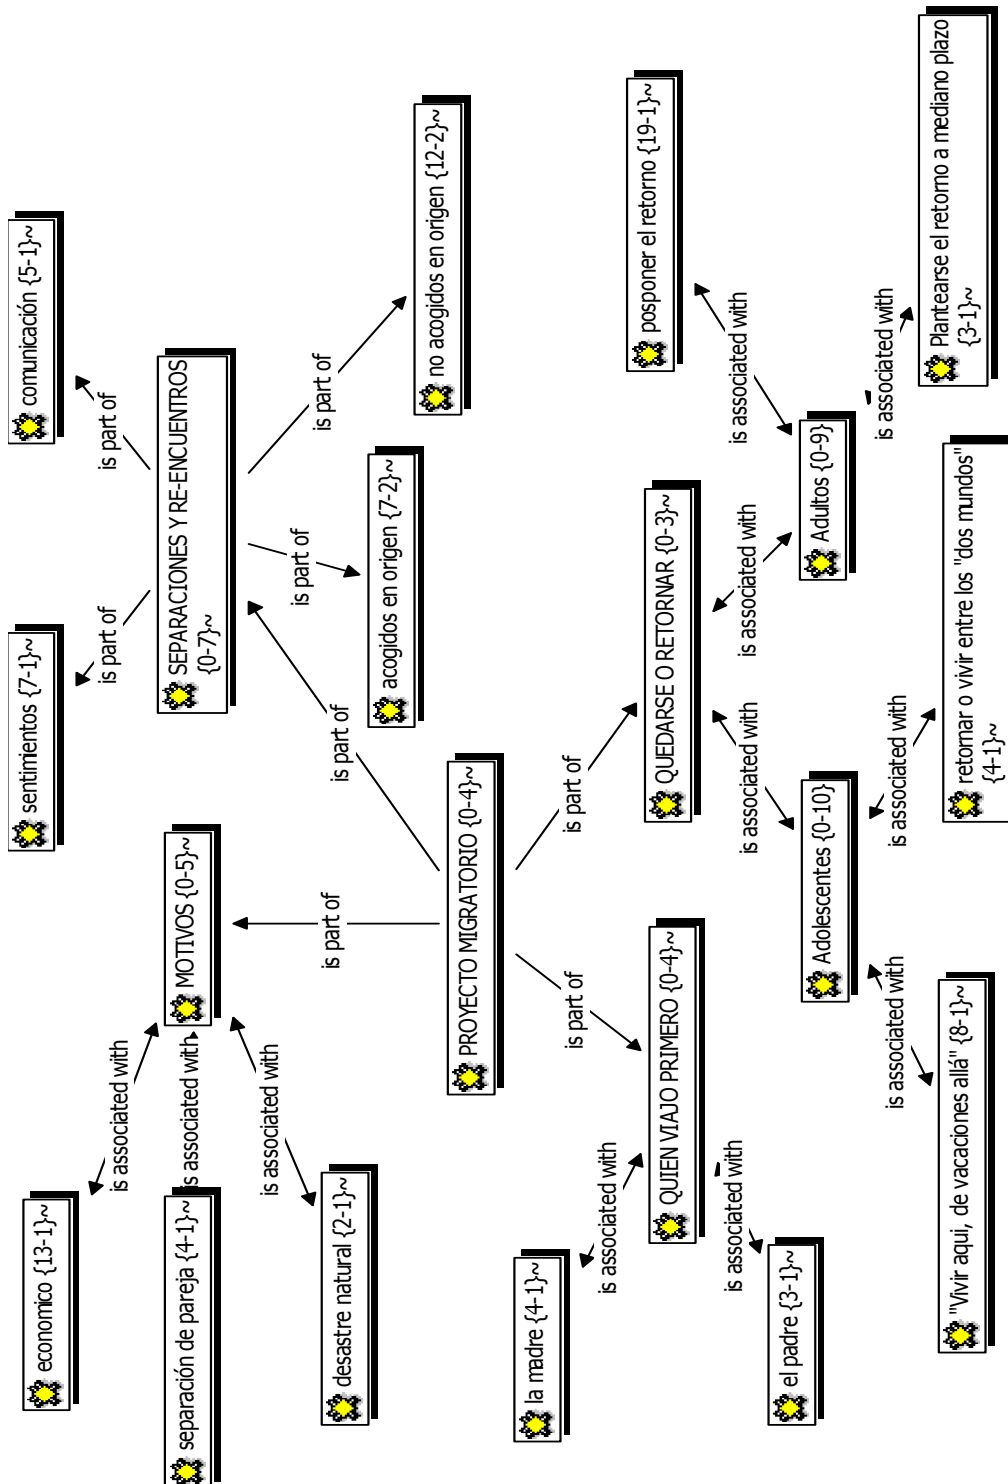 economico {13-1}~
sentimientos {7-1}~
comunicación {5-1}~
is associated with
is part of
is part of
separación de pareja {4-1}~
is associated with
MOTIVOS {0-5}~
SEPARACIONES Y RE-ENCUENTROS
{0-7}~
is associated with
is part of
is part of
is part of
is part of
desastre natural {2-1}~
acogidos en origen {7-2}~
no acogidos en origen {12-2}~
PROYECTO MIGRATORIO {0-4}~
la madre {4-1}~
is part of
is part of
is associated with
QUIEN VIAJO PRIMERO {0-4}~
QUEDARSE O RETORNAR {0-3}~
posponer el retorno {19-1}~
is associated with
is associated with
is associated with
is associated with
el padre {3-1}~
Adolescentes {0-10}
Adultos {0-9}
is associated with
is associated with
is associated with
"Vivir aqui, de vacaciones allá" {8-1}~
retornar o vivir entre los "dos mundos"
{4-1}~
Plantearse el retorno a mediano plazo
{3-1}~